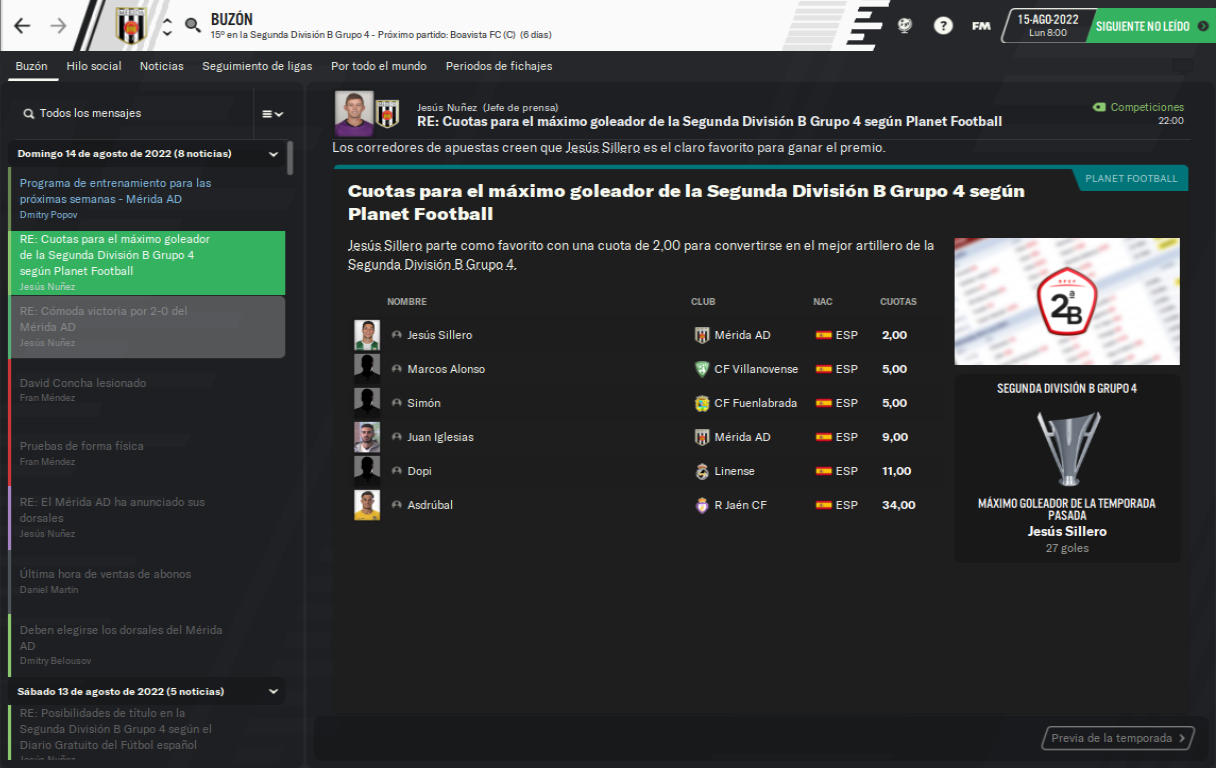 BUZÓN
15º en la Segunda División B Grupo 4 - Próximo partido: Boavista FC (C) (6 días)
?
FM
15-AGO-2022
Lun 8:00
SIGUIENTE NO LEÍDO
Buzón
Hilo social
Noticias
Seguimiento de ligas
Por todo el mundo
Periodos de fichajes
Todos los mensajes
Domingo 14 de agosto de 2022 (8 noticias)
Programa de entrenamiento para las
próximas semanas - Mérida AD
Dmitry Popov
RE: Cuotas para el máximo goleador
de la Segunda División B Grupo 4
según Planet Football
Jesús Nuñez
RE: Cómoda victoria por 2-0 del
Mérida AD
Jesús Nuñez
David Concha lesionado
Fran Méndez
Pruebas de forma física
Fran Méndez
RE: El Mérida AD ha anunciado sus
dorsales
Jesús Nuñez
Última hora de ventas de abonos
Daniel Martín
Deben elegirse los dorsales del Mérida
AD
Dmitry Belousov
Sábado 13 de agosto de 2022 (5 noticias)
RE: Posibilidades de título en la
Segunda División B Grupo 4 según el
Diario Gratuito del Fútbol español
Jesús Nuñez
Jesús Nuñez (Jefe de prensa)
RE: Cuotas para el máximo goleador de la Segunda División B Grupo 4 según Planet Football
Competiciones
22:00
Los corredores de apuestas creen que Jesús Sillero es el claro favorito para ganar el premio.
PLANET FOOTBALL
Cuotas para el máximo goleador de la Segunda División B Grupo 4 según
Planet Football
Jesús Sillero parte como favorito con una cuota de 2,00 para convertirse en el mejor artillero de la
Segunda División B Grupo 4.
NOMBRE CLUB NAC CUOTAS
Jesús Sillero Mérida AD ESP 2,00
Marcos Alonso CF Villanovense ESP 5,00
Simón CF Fuenlabrada ESP 5,00
Juan Iglesias Mérida AD ESP 9,00
Dopi Linense ESP 11,00
Asdrúbal R Jaén CF ESP 34,00
RFEF
2ªB
SEGUNDA DIVISIÓN B GRUPO 4
MÁXIMO GOLEADOR DE LA TEMPORADA
PASADA
Jesús Sillero
27 goles
Previa de la temporada